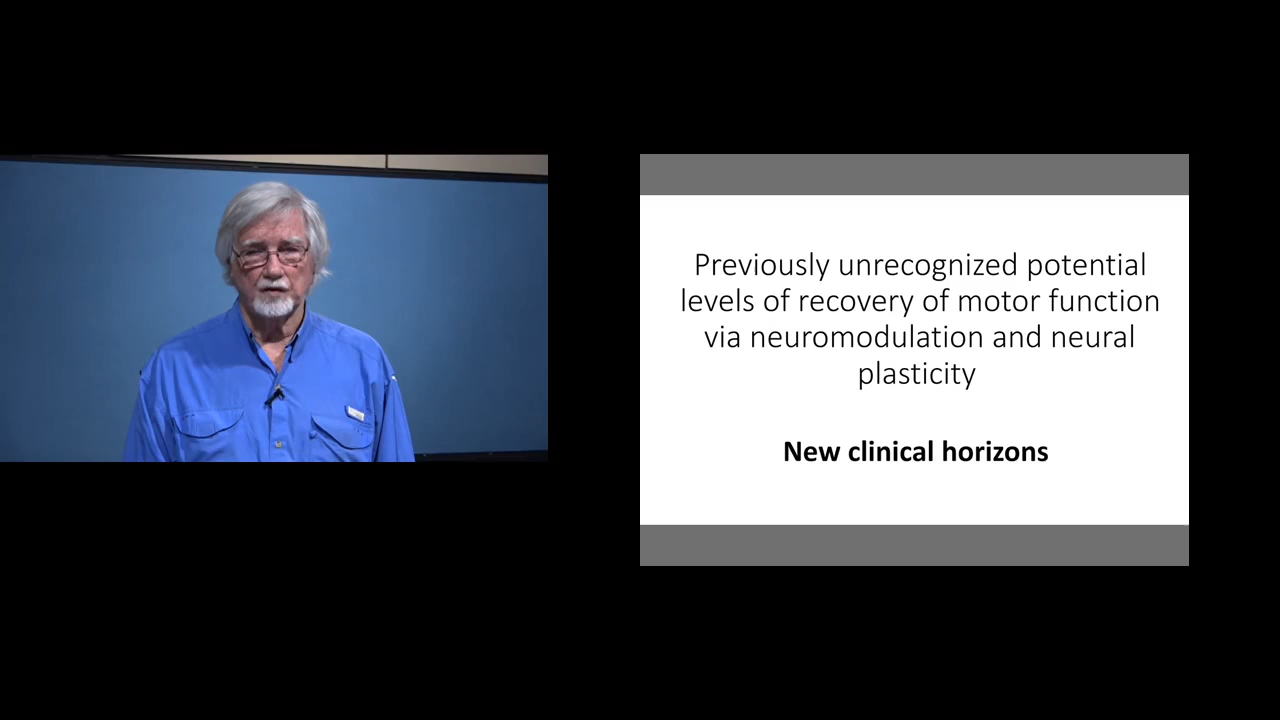 Previously unrecognized potential
levels of recovery of motor function
via neuromodulation and neural
plasticity
New clinical horizons